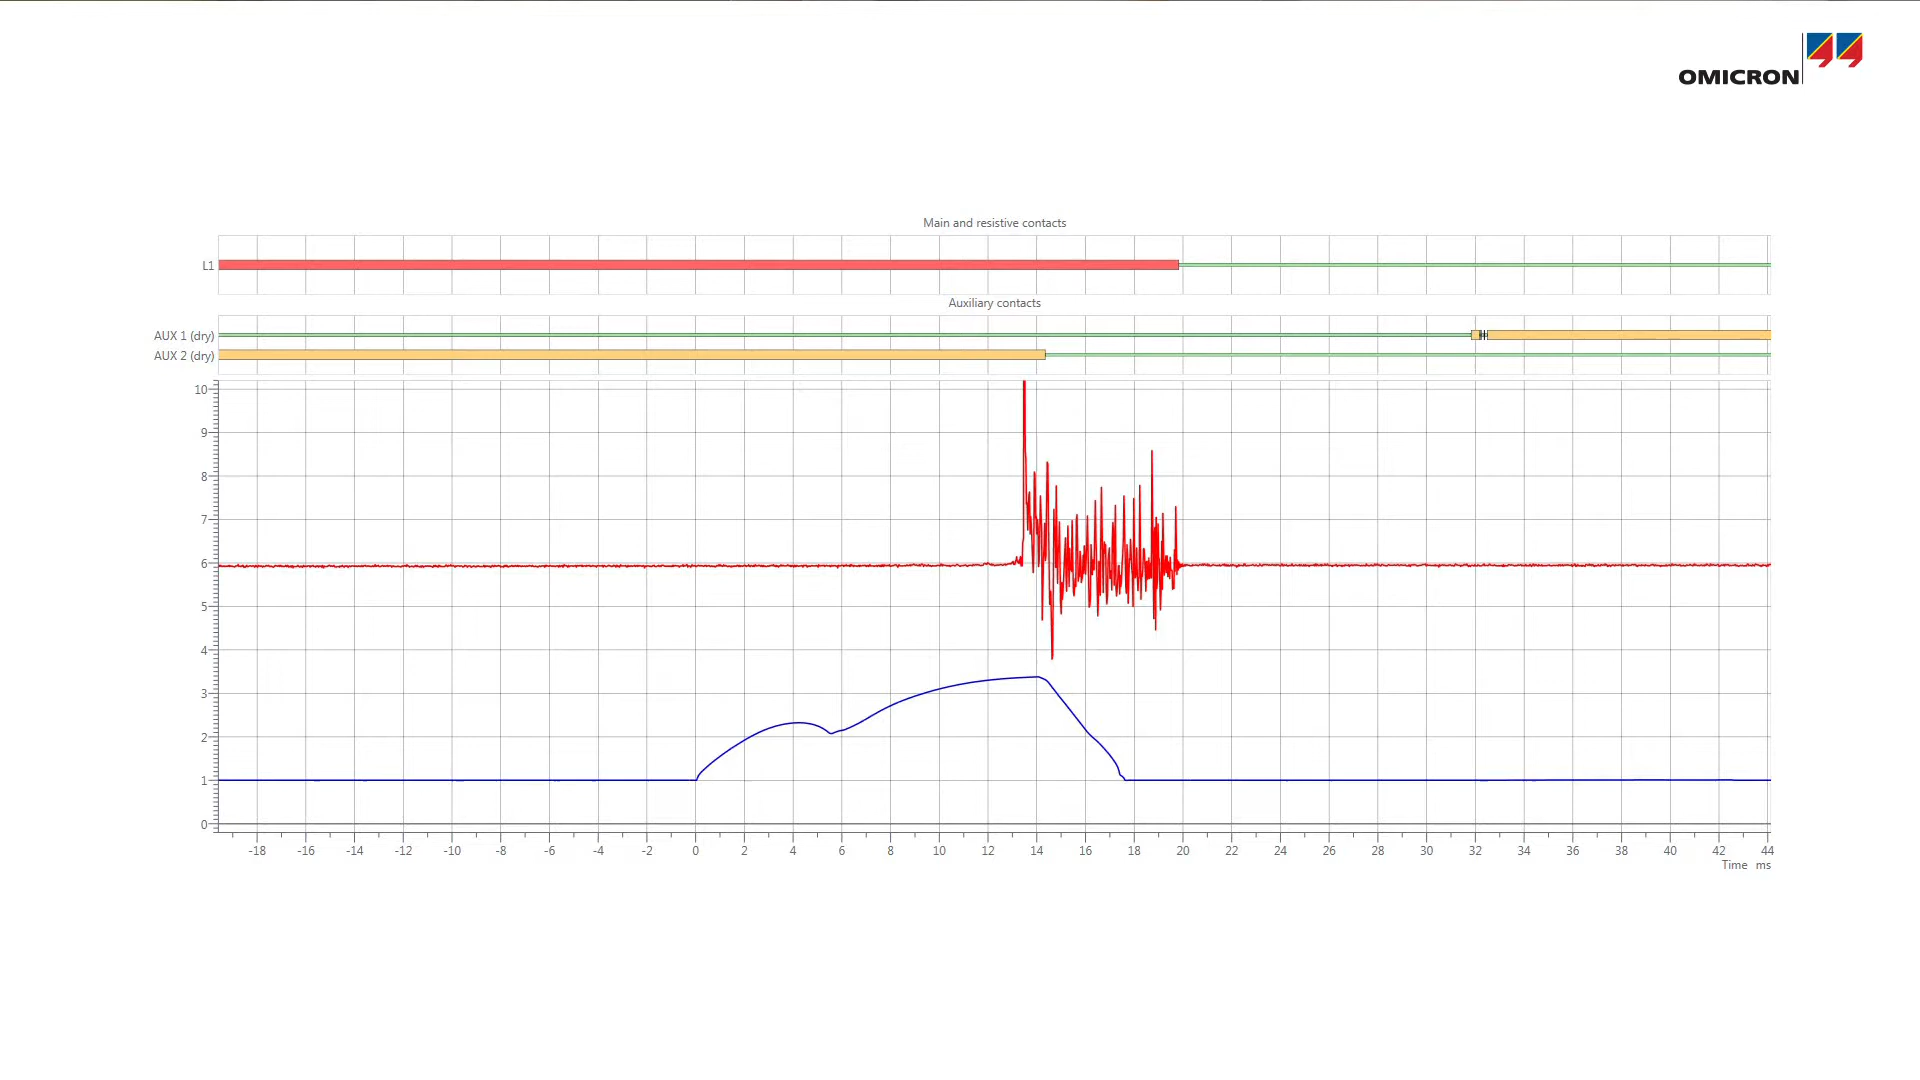 OMICRON
Main and resistive contacts
L1
Auxiliary contacts
AUX 1 (dry)
AUX 2 (dry)
10
9
8
7
6
5
4
3
2
1
0
-18 -16 -14 -12 -10 -8 -6 -4 -2 0 2 4 6 8 10 12 14 16 18 20 22 24 26 28 30 32 34 36 38 40 42 44
Time ms